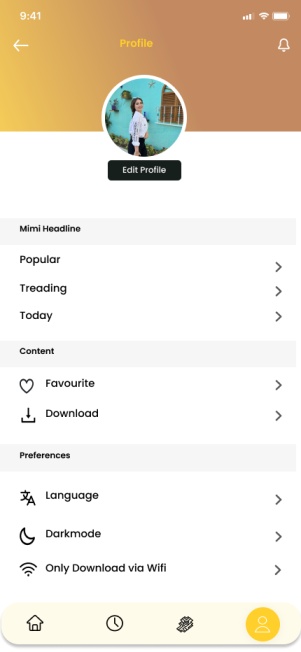 9:41
Profile
Edit Profile
Mimi Headline
Popular
Treading
Today
Content
Favourite
Download
Preferences
Language
Darkmode
Only Download via Wifi